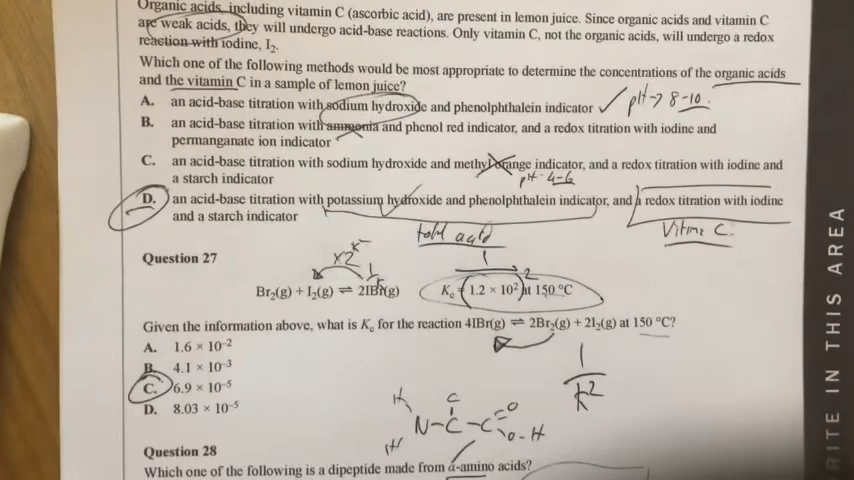 Organic acids, including vitamin C (ascorbic acid), are present in lemon juice. Since organic acids and vitamin C
are weak acids, they will undergo acid-base reactions. Only vitamin C, not the organic acids, will undergo a redox
reaction with iodine, I₂.
Which one of the following methods would be most appropriate to determine the concentrations of the organic acids
and the vitamin C in a sample of lemon juice?
A. an acid-base titration with sodium hydroxide and phenolphthalein indicator ✓ pH → 8-10.
B. an acid-base titration with ammonia and phenol red indicator, and a redox titration with iodine and
permanganate ion indicator
C. an acid-base titration with sodium hydroxide and methyl orange indicator, and a redox titration with iodine and
a starch indicator
pH - 4-6
D. an acid-base titration with potassium hydroxide and phenolphthalein indicator, and a redox titration with iodine
and a starch indicator
total acid
Question 27
Br₂(g) + I₂(g) ⇌ 2IBr(g) K꜀ = 1.2 × 10² at 150 °C
Given the information above, what is K꜀ for the reaction 4IBr(g) ⇌ 2Br₂(g) + 2I₂(g) at 150 °C?
A. 1.6 × 10⁻²
B. 4.1 × 10⁻³
C. 6.9 × 10⁻⁵
D. 8.03 × 10⁻⁵
1
K²
H C O
N-C-C
H O-H
Question 28
Which one of the following is a dipeptide made from α-amino acids?
RITE IN THIS AREA